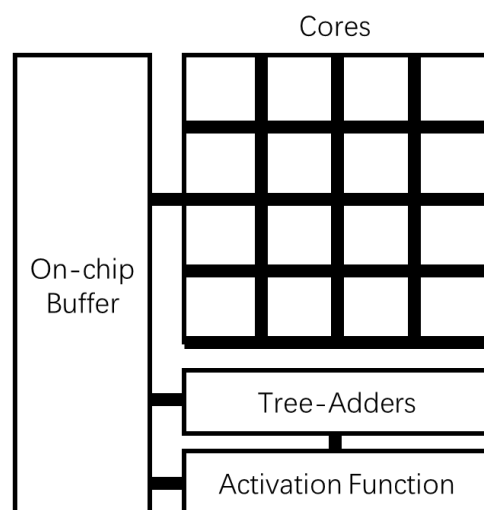 Cores
On-chip
Buffer
Tree-Adders
Activation Function